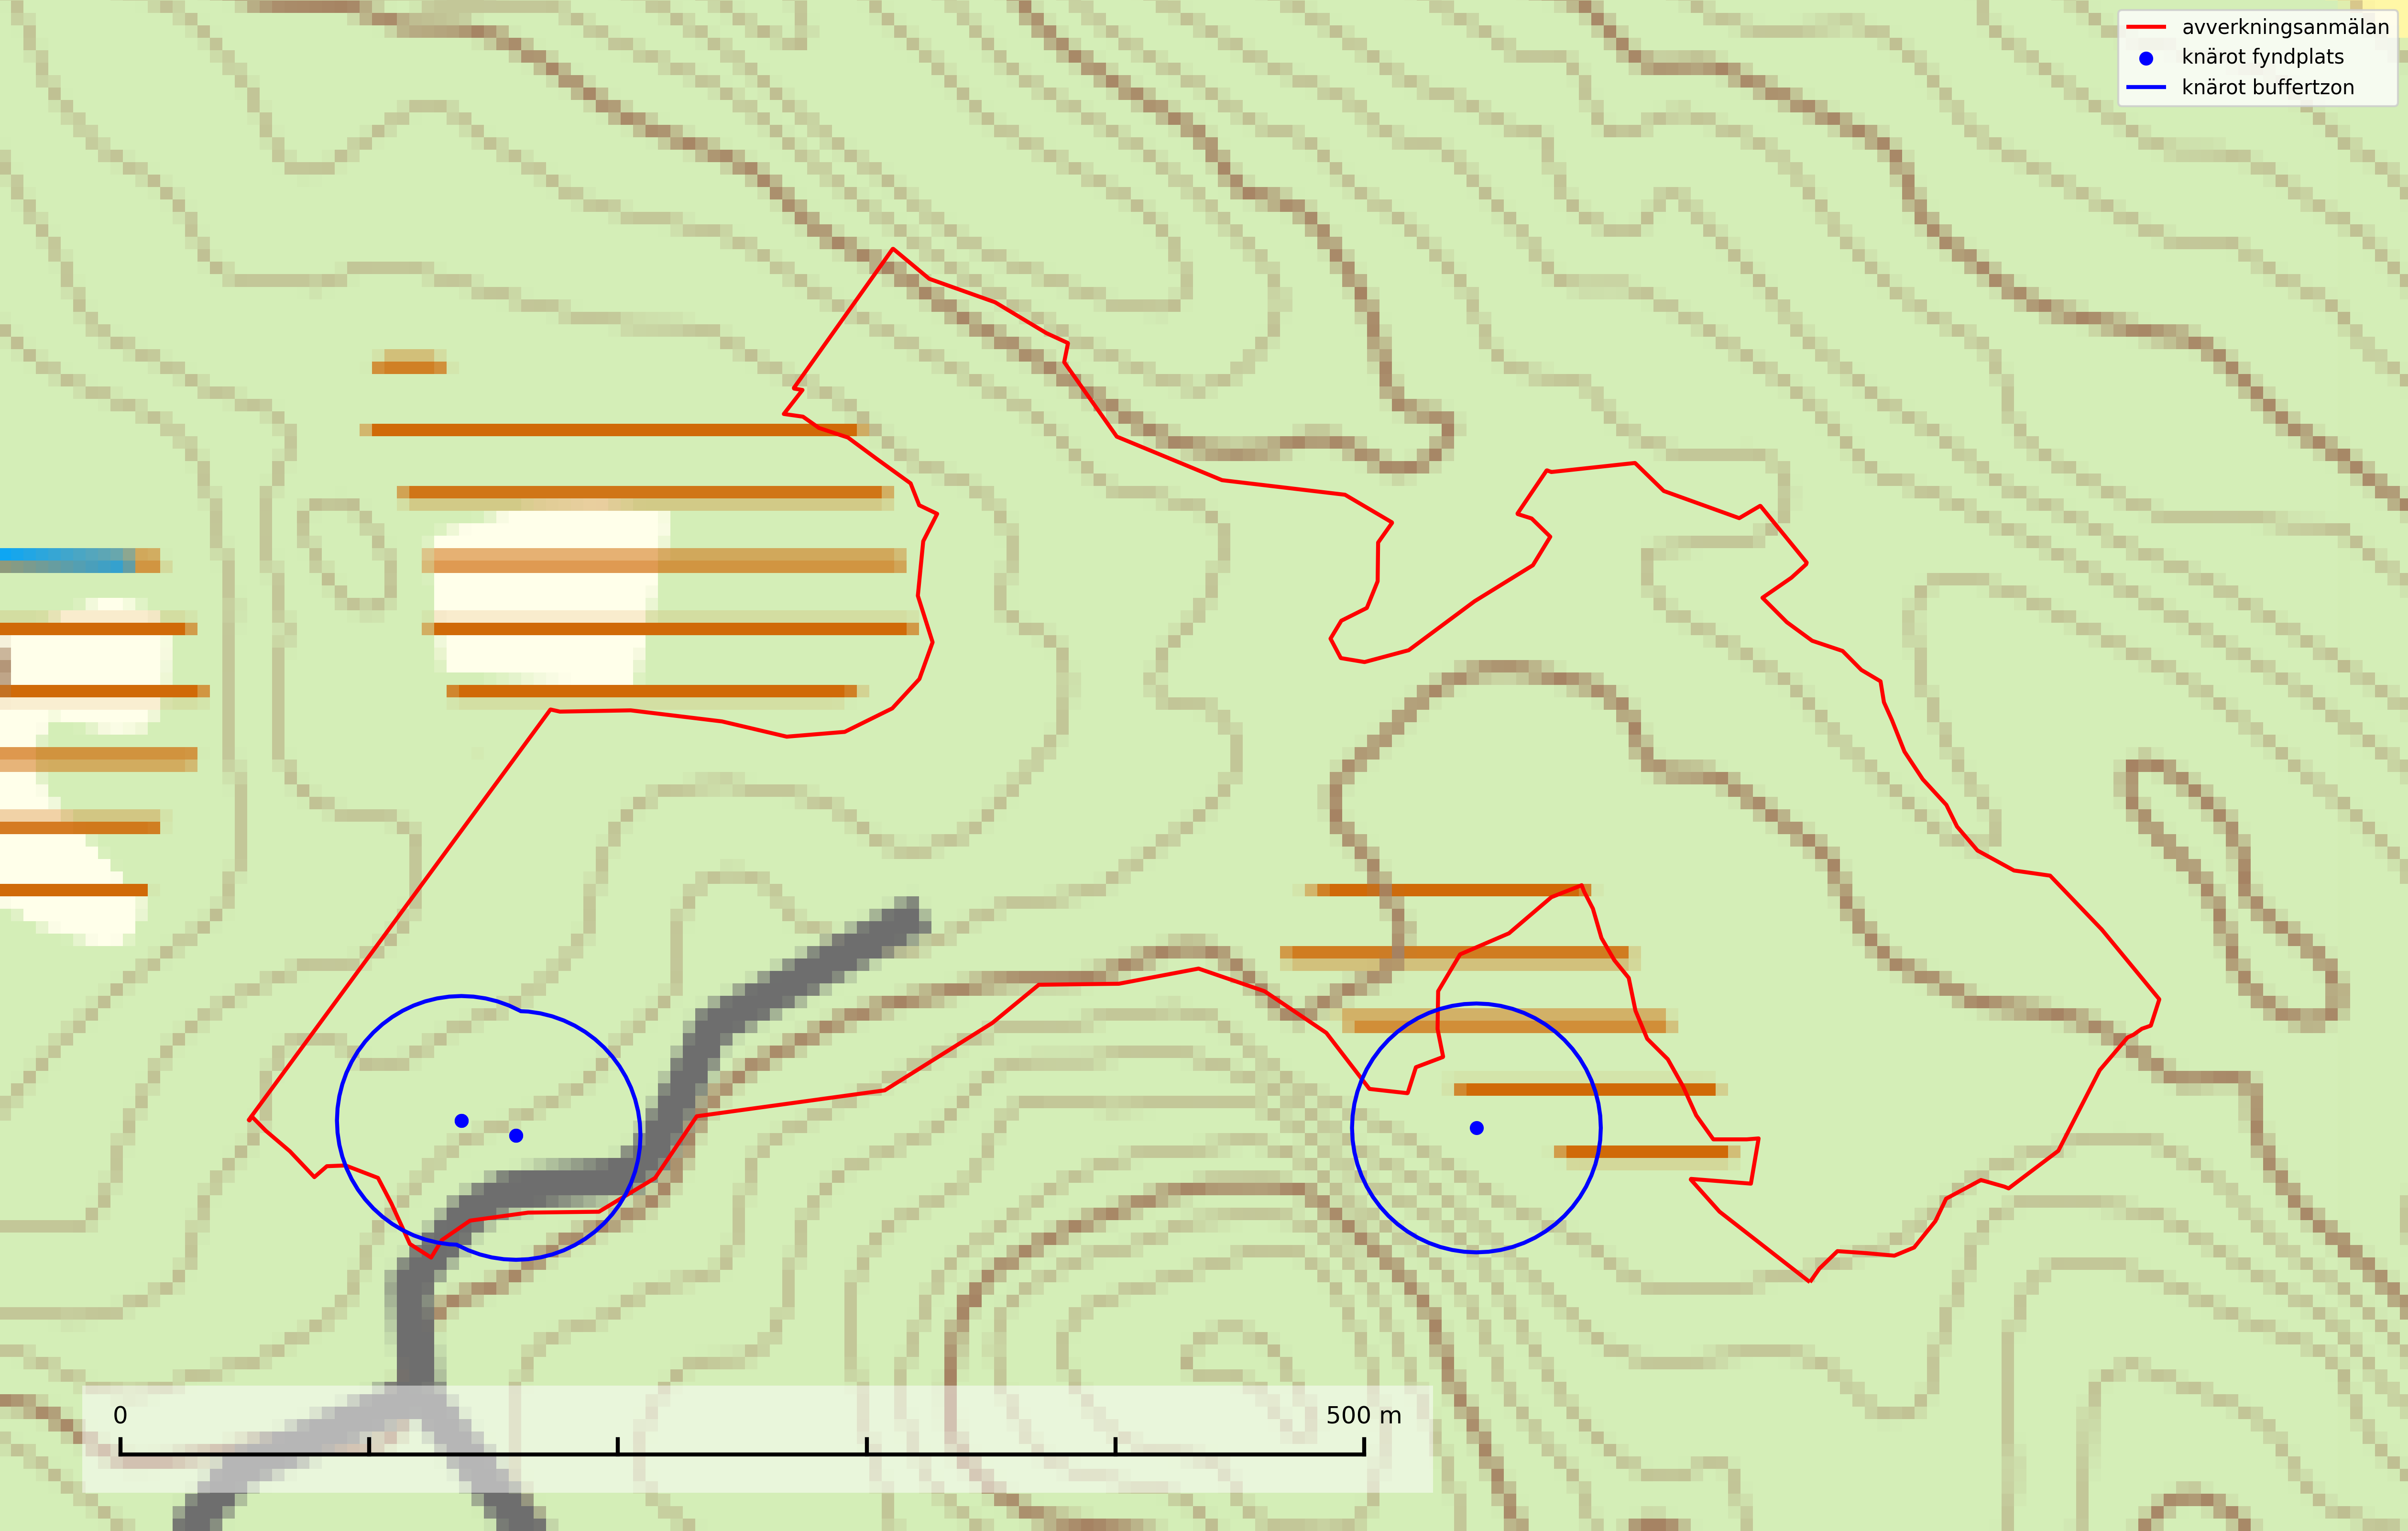 avverkningsanmälan
knärot fyndplats
knärot buffertzon
0
500 m